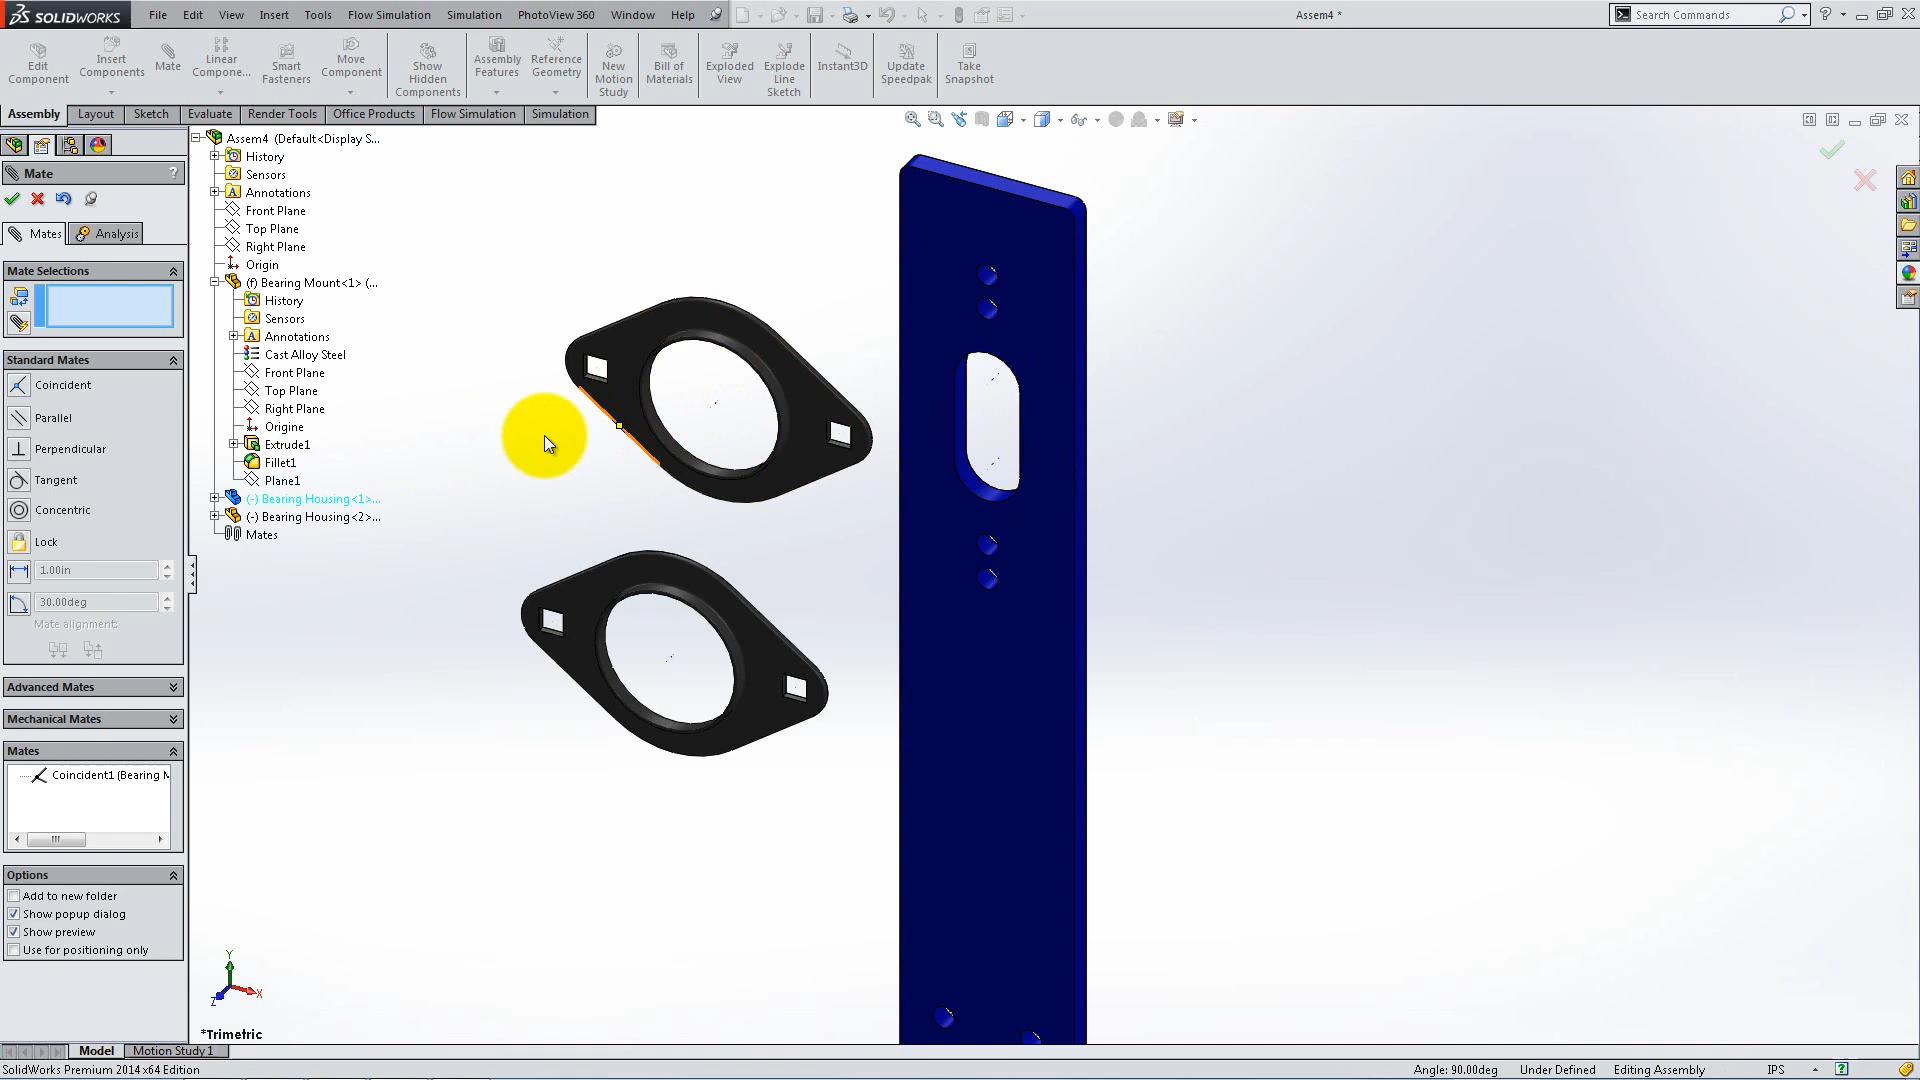 SOLIDWORKS File Edit View Insert Tools Flow Simulation Simulation PhotoView 360 Window Help Assem4 * Search Commands
Edit Component
Insert Components
Mate
Linear Compone...
Smart Fasteners
Move Component
Show Hidden Components
Assembly Features
Reference Geometry
New Motion Study
Bill of Materials
Exploded View
Explode Line Sketch
Instant3D
Update Speedpak
Take Snapshot
Assembly Layout Sketch Evaluate Render Tools Office Products Flow Simulation Simulation
Mate ?
Mates Analysis
Mate Selections
Standard Mates
Coincident
Parallel
Perpendicular
Tangent
Concentric
Lock
1.00in
30.00deg
Mate alignment:
Advanced Mates
Mechanical Mates
Mates
Coincident1 (Bearing M
Options
Add to new folder
Show popup dialog
Show preview
Use for positioning only
Assem4 (Default<Display S...
History
Sensors
Annotations
Front Plane
Top Plane
Right Plane
Origin
(f) Bearing Mount<1> (...
History
Sensors
Annotations
Cast Alloy Steel
Front Plane
Top Plane
Right Plane
Origine
Extrude1
Fillet1
Plane1
(-) Bearing Housing<1>...
(-) Bearing Housing<2>...
Mates
Y
X
Z
*Trimetric
Model Motion Study 1
SolidWorks Premium 2014 x64 Edition Angle: 90.00deg Under Defined Editing Assembly IPS